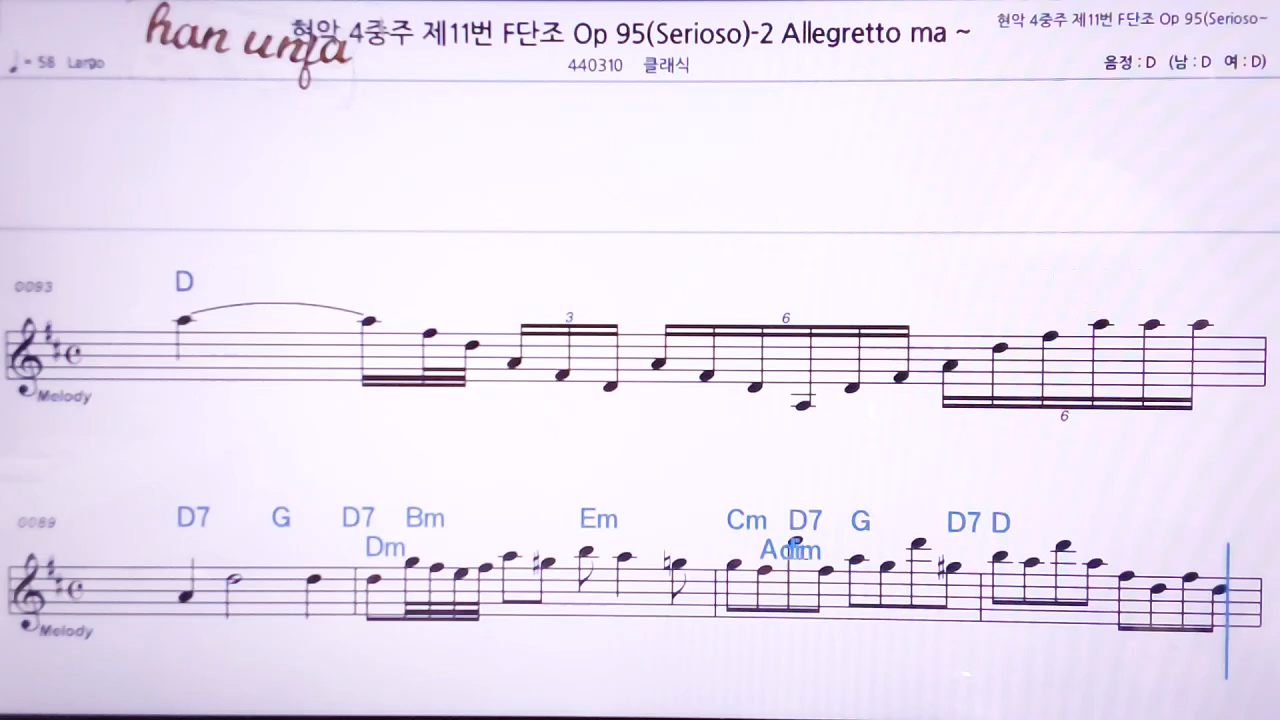 han unfa
현악 4중주 제11번 F단조 Op 95(Serioso)-2 Allegretto ma ~
현악 4중주 제11번 F단조 Op 95(Serioso~
♩ = 58 Largo
440310 클래식
음정 : D (남 : D 여 : D)
0093
D
3
6
Melody
6
0089
D7 G D7 Bm Em Cm D7 G D7 D
Dm
Melody